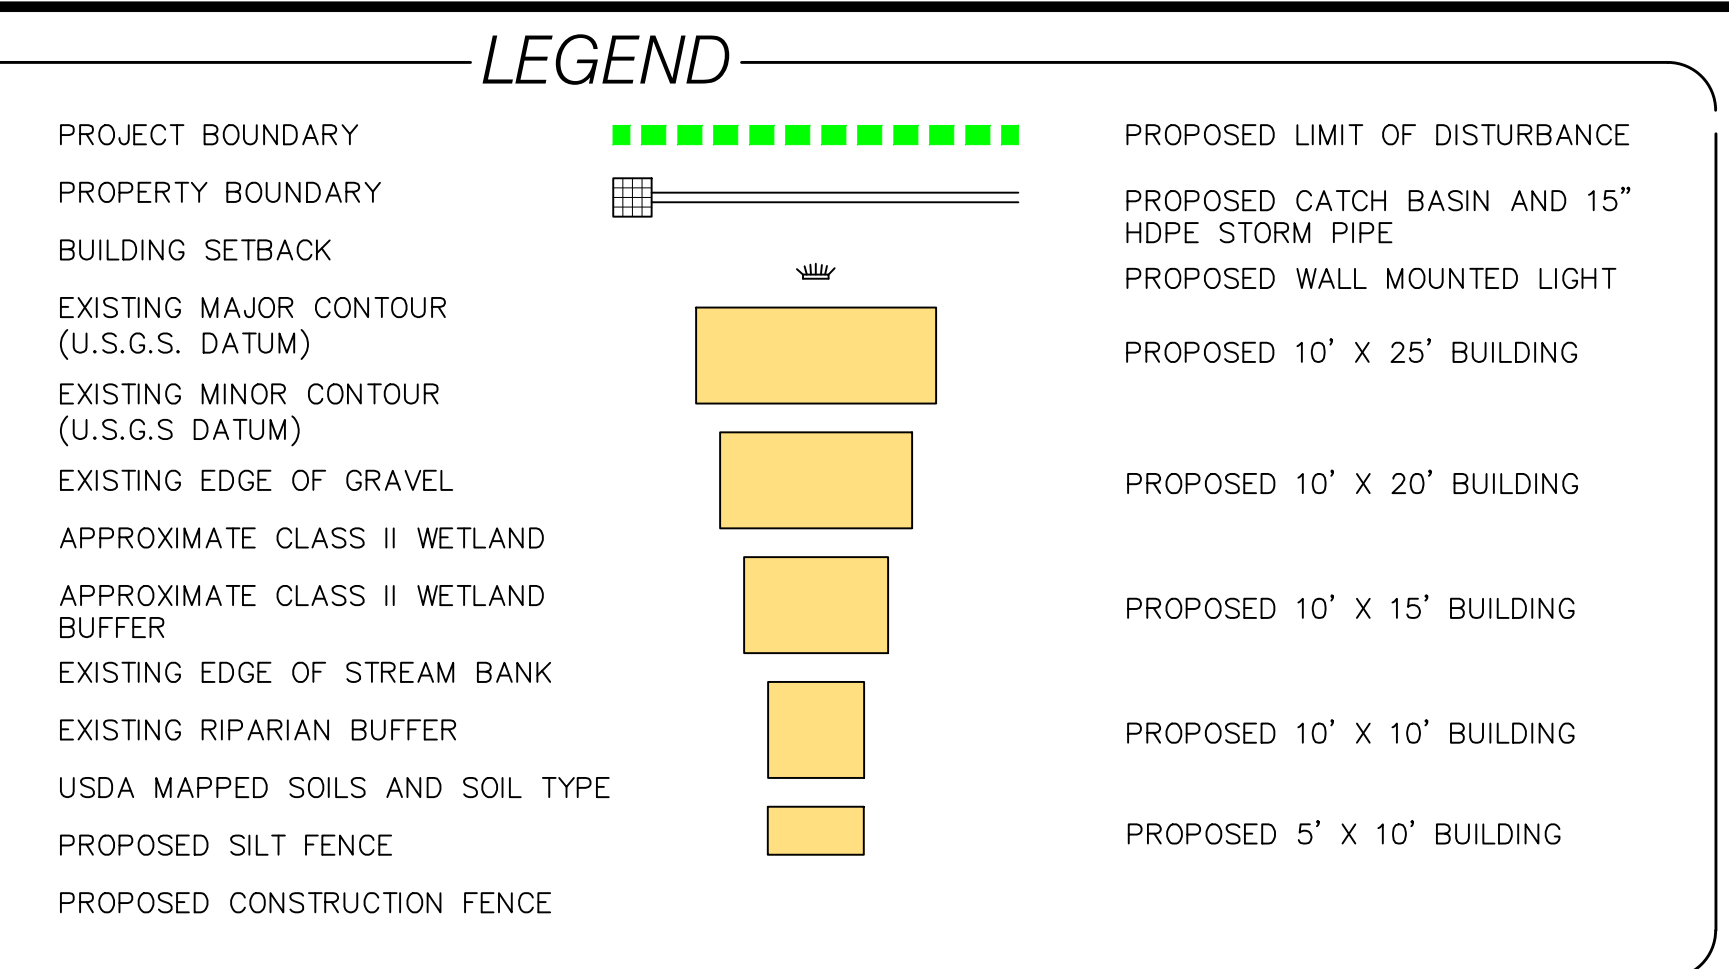 LEGEND
PROJECT BOUNDARY
PROPERTY BOUNDARY
BUILDING SETBACK
EXISTING MAJOR CONTOUR
(U.S.G.S. DATUM)
EXISTING MINOR CONTOUR
(U.S.G.S DATUM)
EXISTING EDGE OF GRAVEL
APPROXIMATE CLASS II WETLAND
APPROXIMATE CLASS II WETLAND
BUFFER
EXISTING EDGE OF STREAM BANK
EXISTING RIPARIAN BUFFER
USDA MAPPED SOILS AND SOIL TYPE
PROPOSED SILT FENCE
PROPOSED CONSTRUCTION FENCE
PROPOSED LIMIT OF DISTURBANCE
PROPOSED CATCH BASIN AND 15”
HDPE STORM PIPE
PROPOSED WALL MOUNTED LIGHT
PROPOSED 10’ X 25’ BUILDING
PROPOSED 10’ X 20’ BUILDING
PROPOSED 10’ X 15’ BUILDING
PROPOSED 10’ X 10’ BUILDING
PROPOSED 5’ X 10’ BUILDING